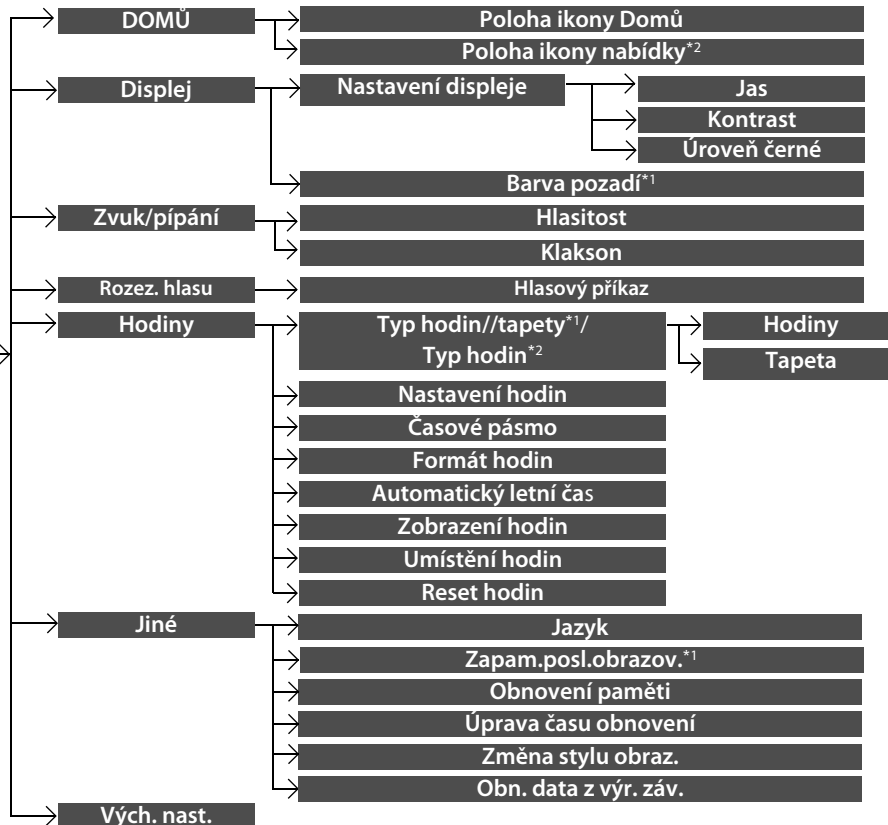 DOMŮ
Poloha ikony Domů
Poloha ikony nabídky*2
Displej
Nastavení displeje
Jas
Kontrast
Úroveň černé
Barva pozadí*1
Zvuk/pípání
Hlasitost
Klakson
Rozez. hlasu
Hlasový příkaz
Hodiny
Typ hodin//tapety*1/
Typ hodin*2
Hodiny
Tapeta
Nastavení hodin
Časové pásmo
Formát hodin
Automatický letní čas
Zobrazení hodin
Umístění hodin
Reset hodin
Jiné
Jazyk
Zapam.posl.obrazov.*1
Obnovení paměti
Úprava času obnovení
Změna stylu obraz.
Obn. data z výr. záv.
Vých. nast.